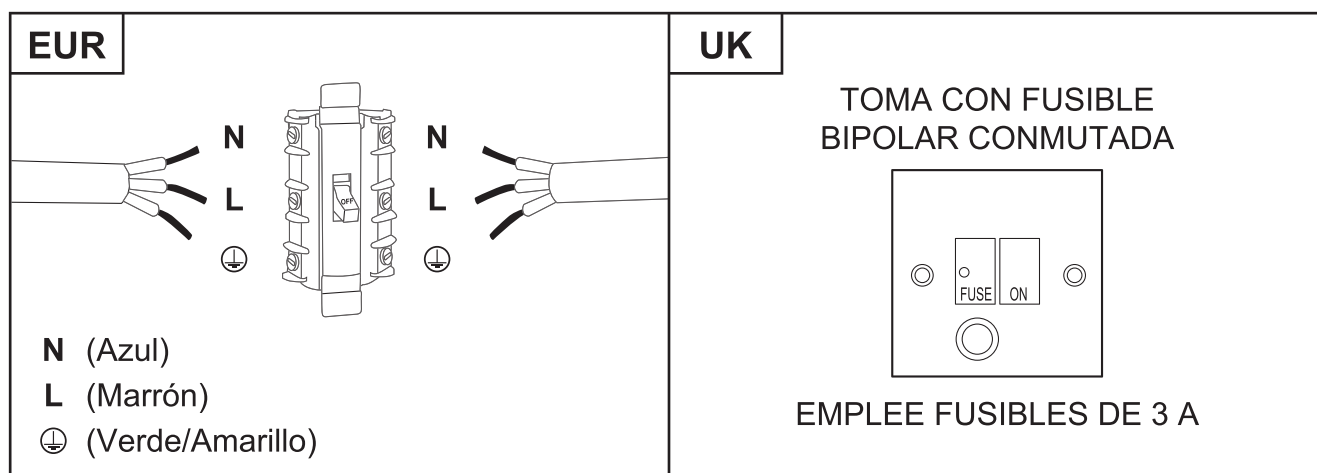 EUR
N N
L OFF L
N (Azul)
L (Marrón)
(Verde/Amarillo)
UK
TOMA CON FUSIBLE
BIPOLAR CONMUTADA
FUSE ON
EMPLEE FUSIBLES DE 3 A